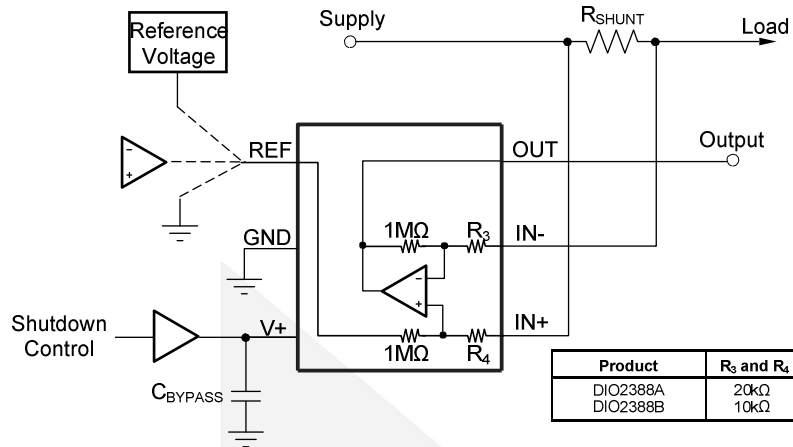 Supply
RSHUNT
Load
Reference
Voltage
Output
REF
OUT
-
+
1MΩ
R3
IN-
GND
-
+
Shutdown
Control
V+
1MΩ
R4
IN+
CBYPASS
Product
R3 and R4
DIO2388A
20kΩ
DIO2388B
10kΩ